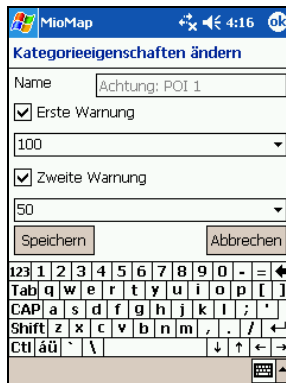 MioMap 4:16 ok
Kategorieeigenschaften ändern
Name Achtung: POI 1
Erste Warnung
100
Zweite Warnung
50
Speichern Abbrechen
123 1 2 3 4 5 6 7 8 9 0 - =
Tab q w e r t y u i o p [ ]
CAP a s d f g h j k l ; '
Shift z x c v b n m , . /
Ctl áü ` \